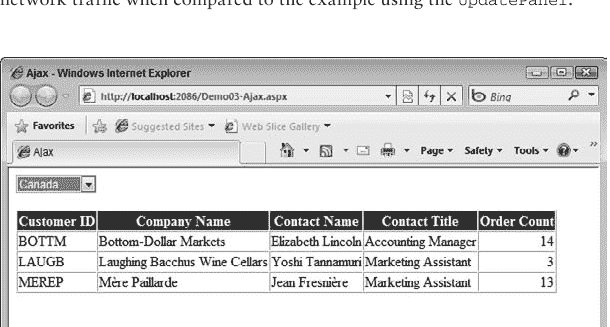 network traffic when compared to the example using the UpdatePanel.
Ajax - Windows Internet Explorer
http://localhost:2086/Demo03-Ajax.aspx
Bing
Favorites Suggested Sites Web Slice Gallery
Ajax Page Safety Tools
Canada
Customer ID Company Name Contact Name Contact Title Order Count
BOTTM Bottom-Dollar Markets Elizabeth Lincoln Accounting Manager 14
LAUGB Laughing Bacchus Wine Cellars Yoshi Tannamuri Marketing Assistant 3
MEREP Mère Paillarde Jean Fresnière Marketing Assistant 13